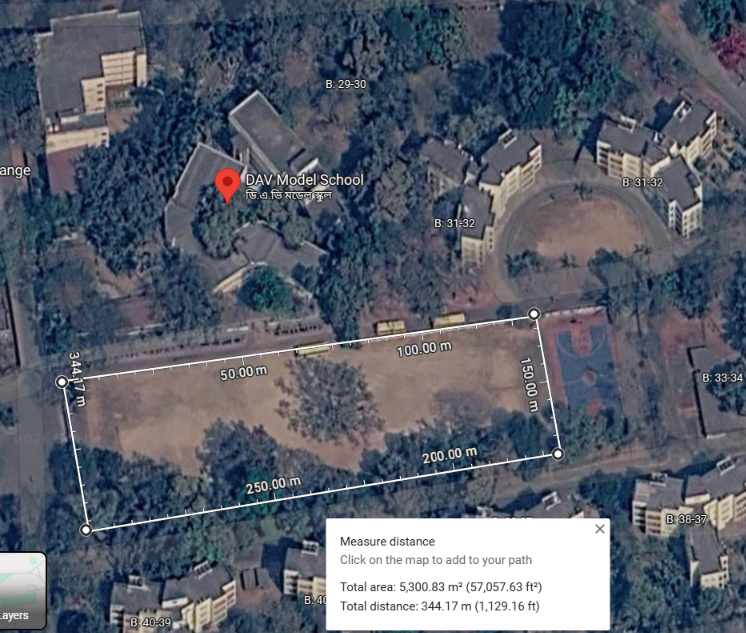 B: 29-30
ange
DAV Model School
ডি.এ.ভি মডেল স্কুল
B: 31-32
B: 31-32
344.17 m
50.00 m
100.00 m
150.00 m
B: 33-34
200.00 m
250.00 m
B: 38-37
Measure distance
Click on the map to add to your path
Total area: 5,300.83 m² (57,057.63 ft²)
Total distance: 344.17 m (1,129.16 ft)
ayers
B: 40-39
B: 40